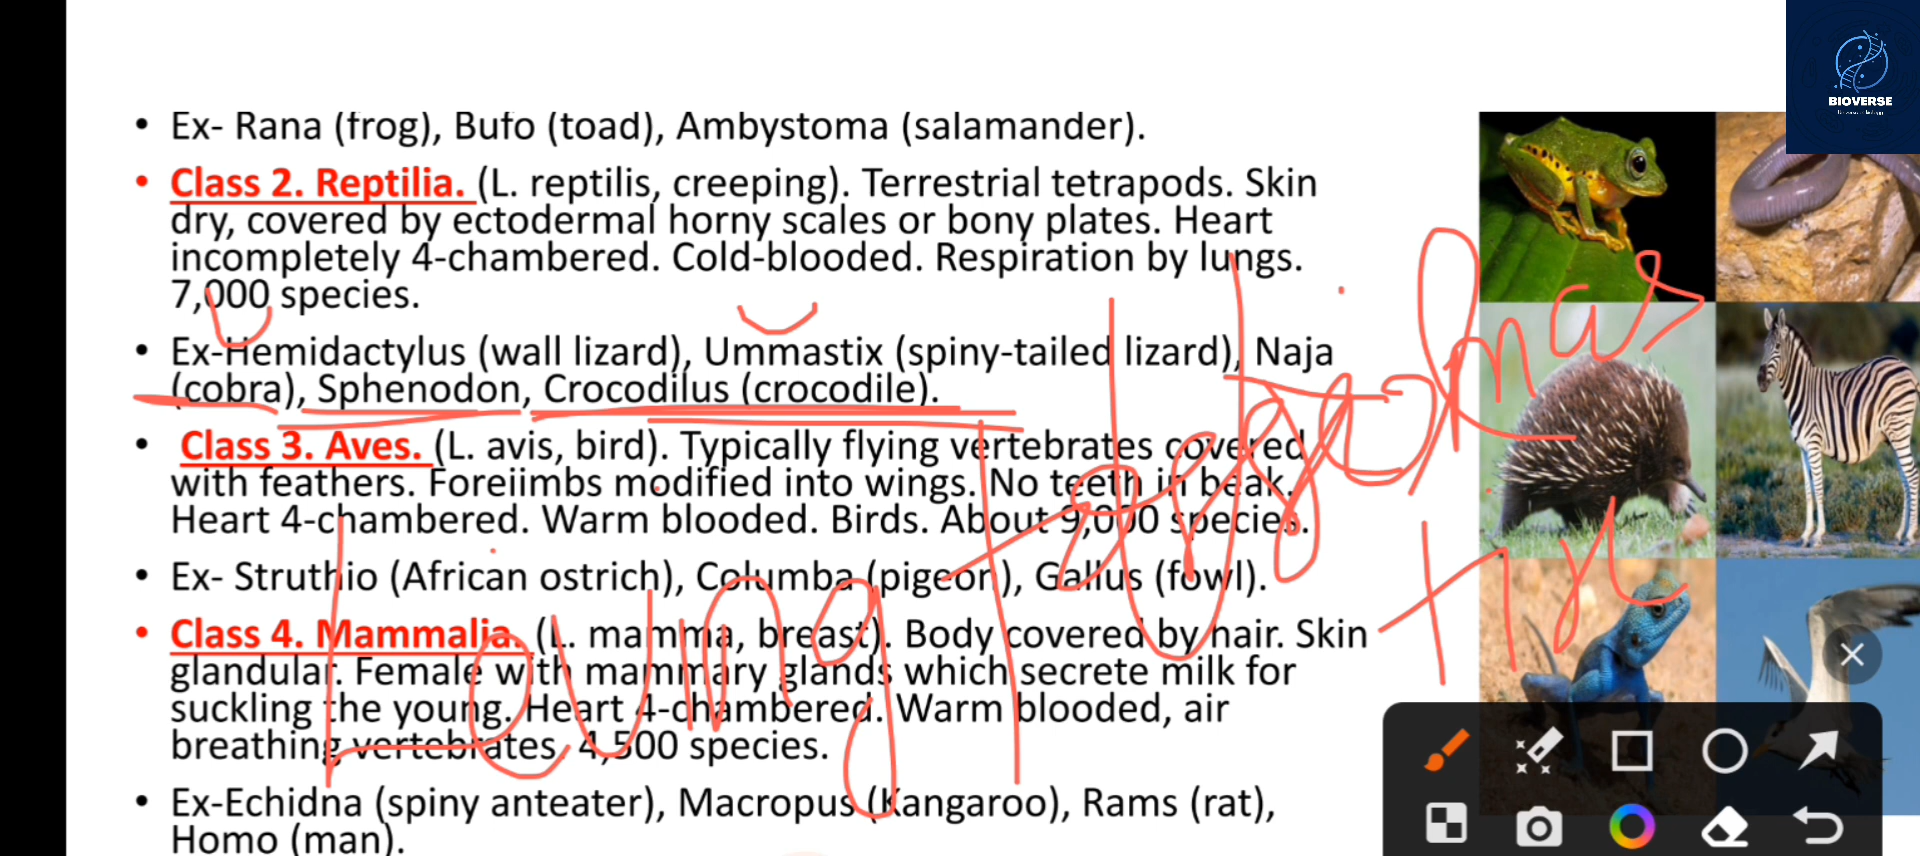 BIOVERSE
• Ex- Rana (frog), Bufo (toad), Ambystoma (salamander).
• Class 2. Reptilia. (L. reptilis, creeping). Terrestrial tetrapods. Skin
dry, covered by ectodermal horny scales or bony plates. Heart
incompletely 4-chambered. Cold-blooded. Respiration by lungs.
7,000 species.
• Ex-Hemidactylus (wall lizard), Ummastix (spiny-tailed lizard), Naja
(cobra), Sphenodon, Crocodilus (crocodile).
• Class 3. Aves. (L. avis, bird). Typically flying vertebrates covered
with feathers. Foreiimbs modified into wings. No teeth in beak.
Heart 4-chambered. Warm blooded. Birds. About 9,000 species.
• Ex- Struthio (African ostrich), Columba (pigeon), Gallus (fowl).
• Class 4. Mammalia. (L. mamma, breast). Body covered by hair. Skin
glandular. Female with mammary glands which secrete milk for
suckling the young. Heart 4-chambered. Warm blooded, air
breathing vertebrates. 4,500 species.
• Ex-Echidna (spiny anteater), Macropus (Kangaroo), Rams (rat),
Homo (man).